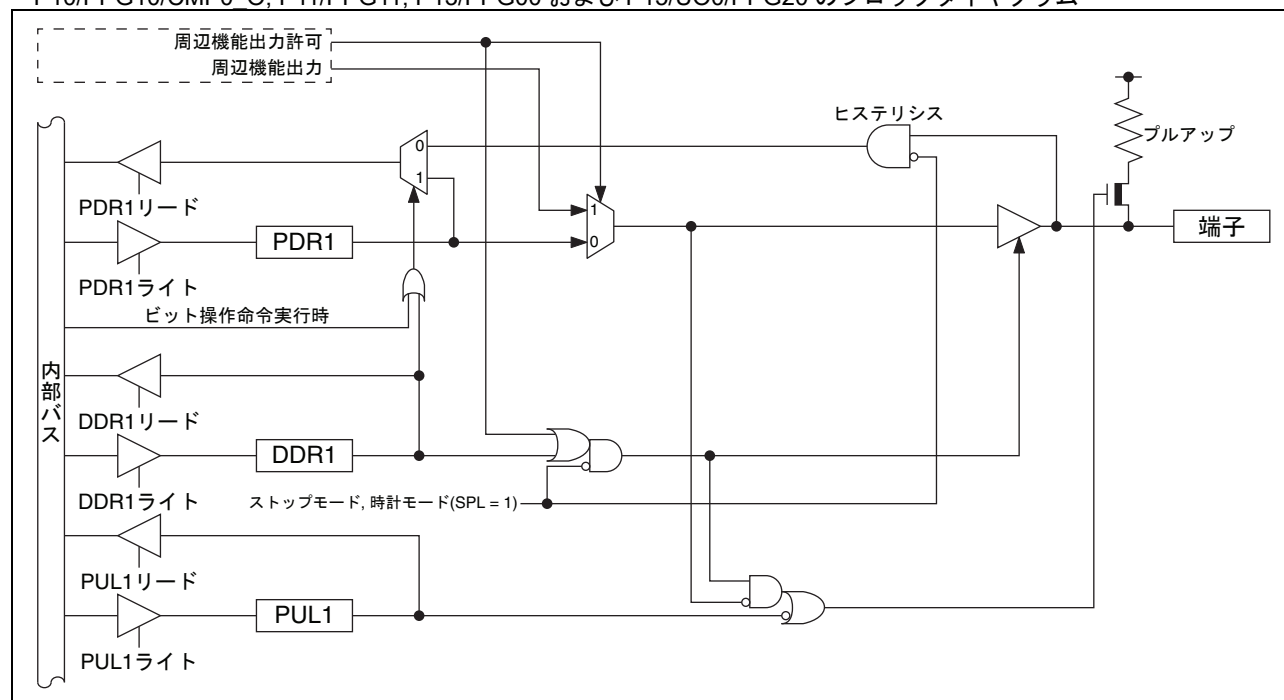 周辺機能出力許可
周辺機能出力
ヒステリシス
プルアップ
0
1
PDR1リード
1
0
PDR1
端子
PDR1ライト
ビット操作命令実行時
内部バス
DDR1リード
DDR1
DDR1ライト
ストップモード, 時計モード(SPL = 1)
PUL1リード
PUL1
PUL1ライト